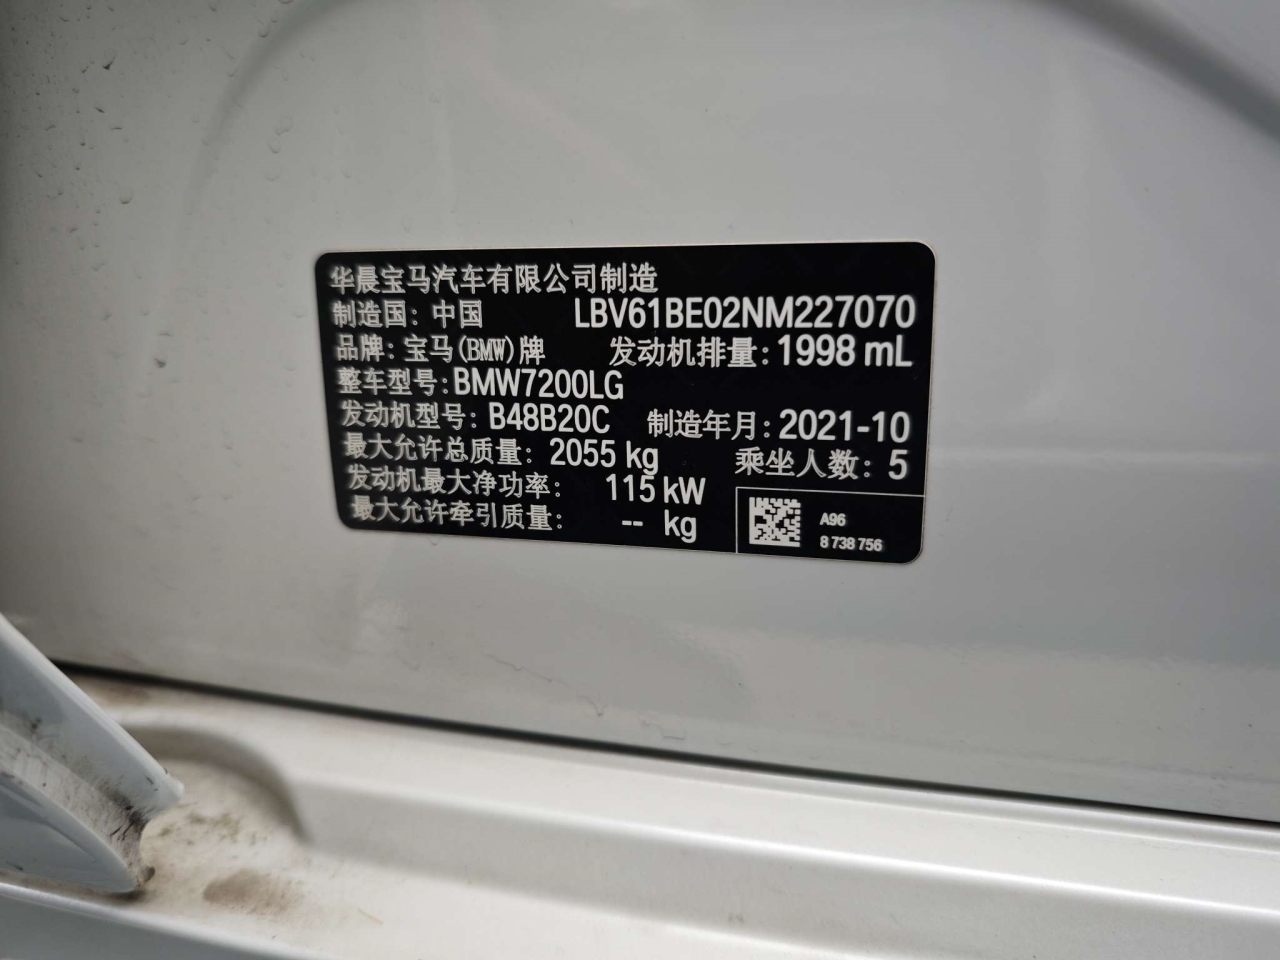 华晨宝马汽车有限公司制造
制造国: 中国 LBV61BE02NM227070
品牌: 宝马(BMW)牌 发动机排量: 1998 mL
整车型号: BMW7200LG
发动机型号: B48B20C 制造年月: 2021-10
最大允许总质量: 2055 kg 乘坐人数: 5
发动机最大净功率: 115 kW
最大允许牵引质量: -- kg
A96
8 738 756